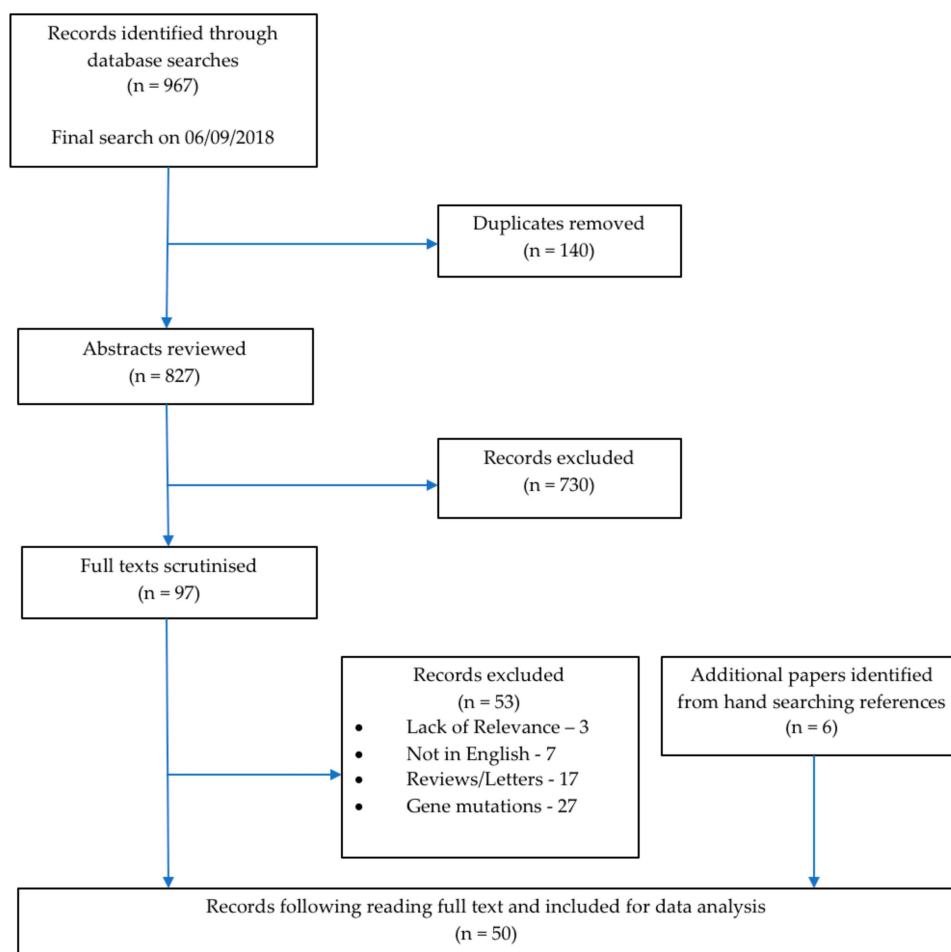 Records identified through
database searches
(n = 967)
Final search on 06/09/2018
Duplicates removed
(n = 140)
Abstracts reviewed
(n = 827)
Records excluded
(n = 730)
Full texts scrutinised
(n = 97)
Records excluded
(n = 53)
• Lack of Relevance – 3
• Not in English - 7
• Reviews/Letters - 17
• Gene mutations - 27
Additional papers identified
from hand searching references
(n = 6)
Records following reading full text and included for data analysis
(n = 50)